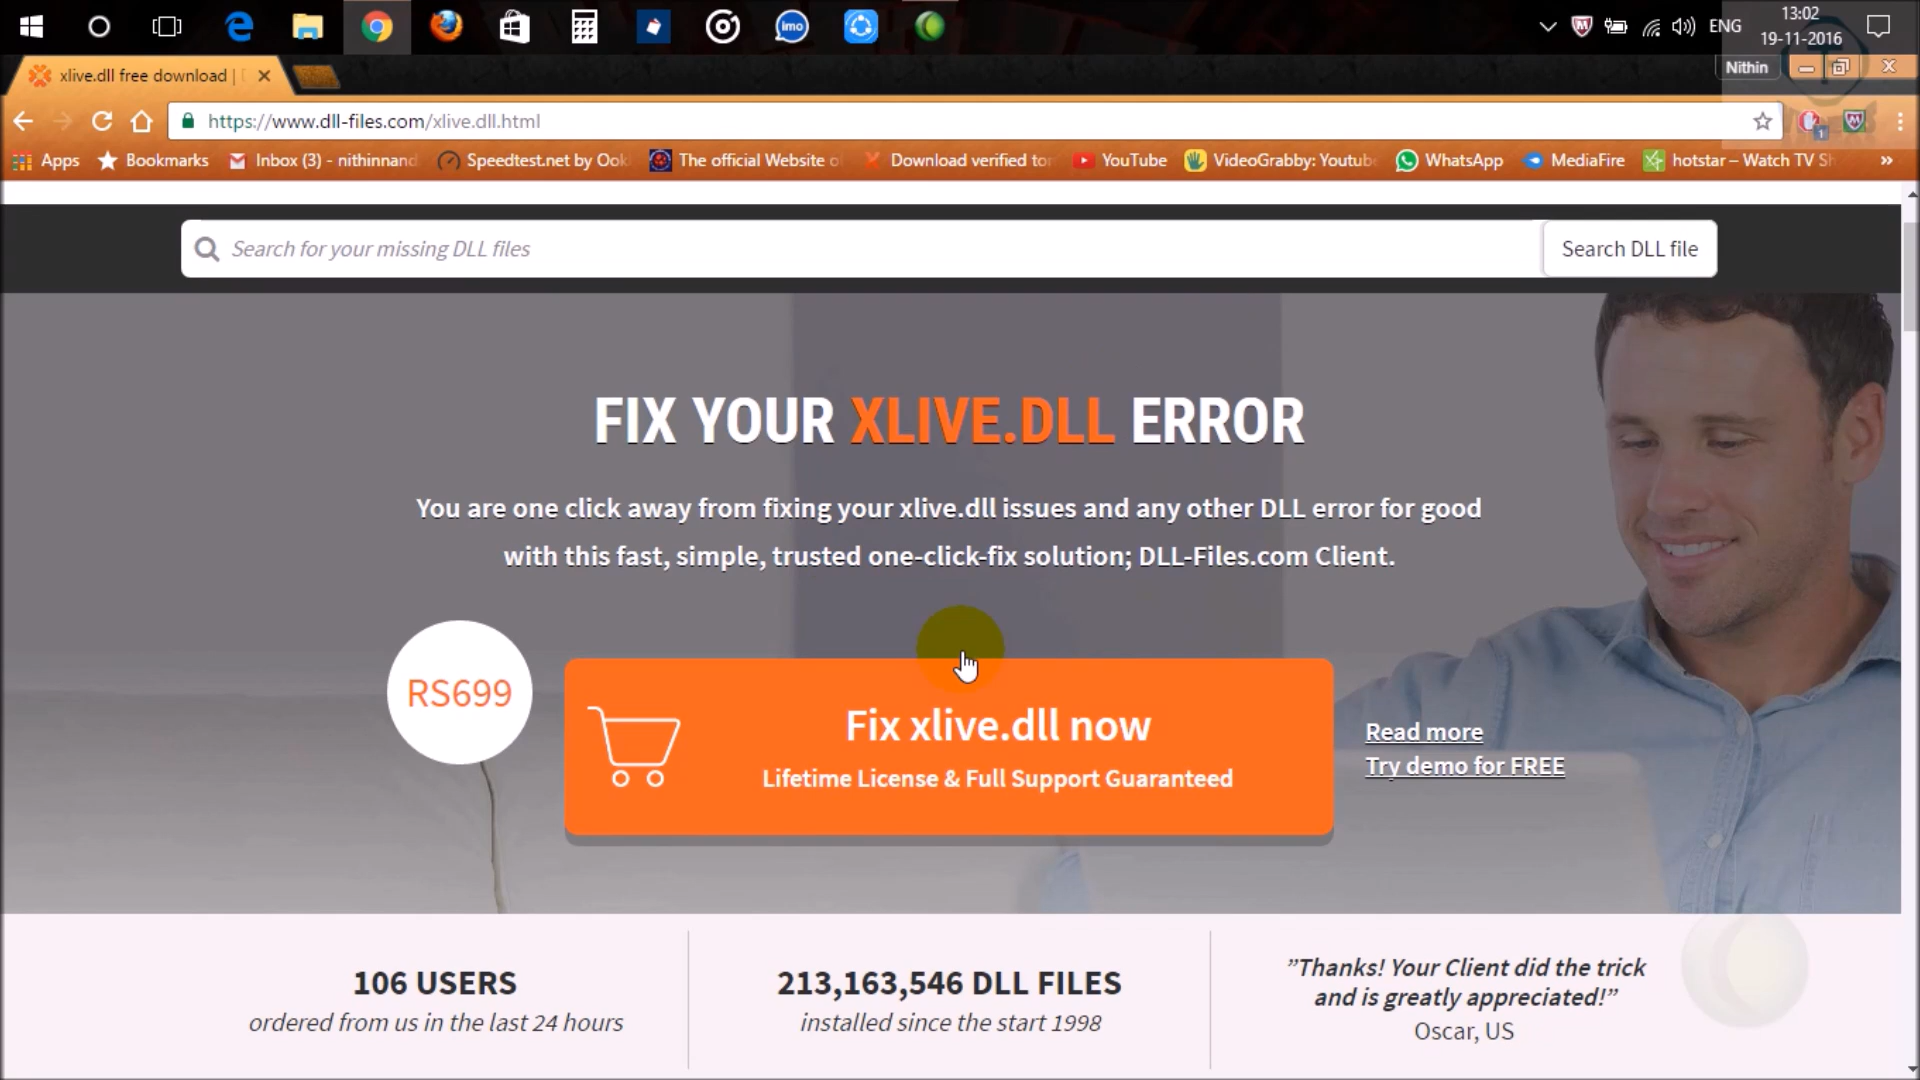 imo
ENG
13:02
19-11-2016
xlive.dll free download |
Nithin
https://www.dll-files.com/xlive.dll.html
1
Apps
Bookmarks
Inbox (3) - nithinnand
Speedtest.net by Ook
The official Website o
Download verified tor
YouTube
VideoGrabby: Youtub
WhatsApp
MediaFire
hotstar – Watch TV Sh
»
Search for your missing DLL files
Search DLL file
FIX YOUR XLIVE.DLL ERROR
You are one click away from fixing your xlive.dll issues and any other DLL error for good
with this fast, simple, trusted one-click-fix solution; DLL-Files.com Client.
RS699
Fix xlive.dll now
Lifetime License & Full Support Guaranteed
Read more
Try demo for FREE
106 USERS
ordered from us in the last 24 hours
213,163,546 DLL FILES
installed since the start 1998
"Thanks! Your Client did the trick
and is greatly appreciated!"
Oscar, US